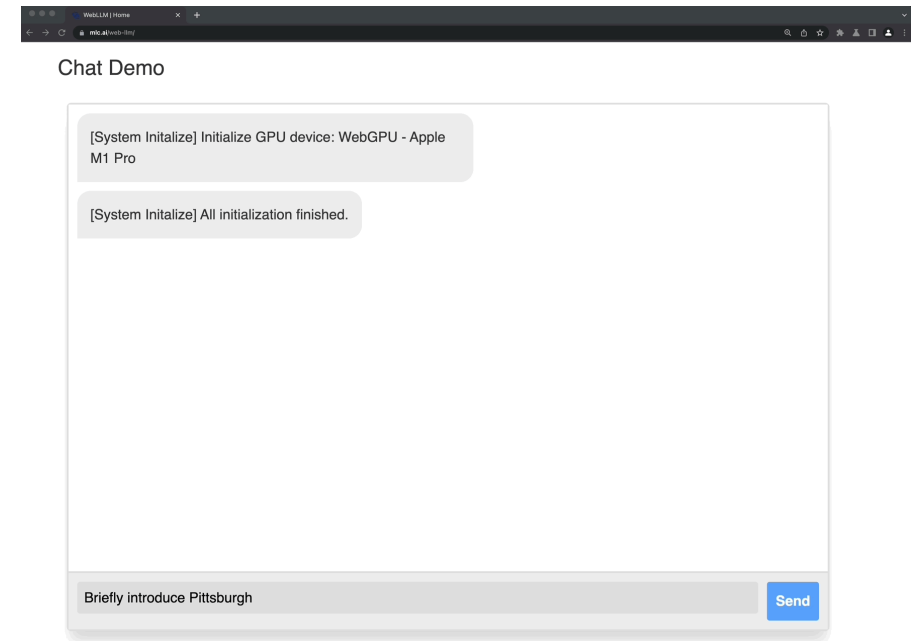 WebLLM | Home
mlc.ai/web-llm/
Chat Demo
[System Initalize] Initialize GPU device: WebGPU - Apple
M1 Pro
[System Initalize] All initialization finished.
Briefly introduce Pittsburgh
Send